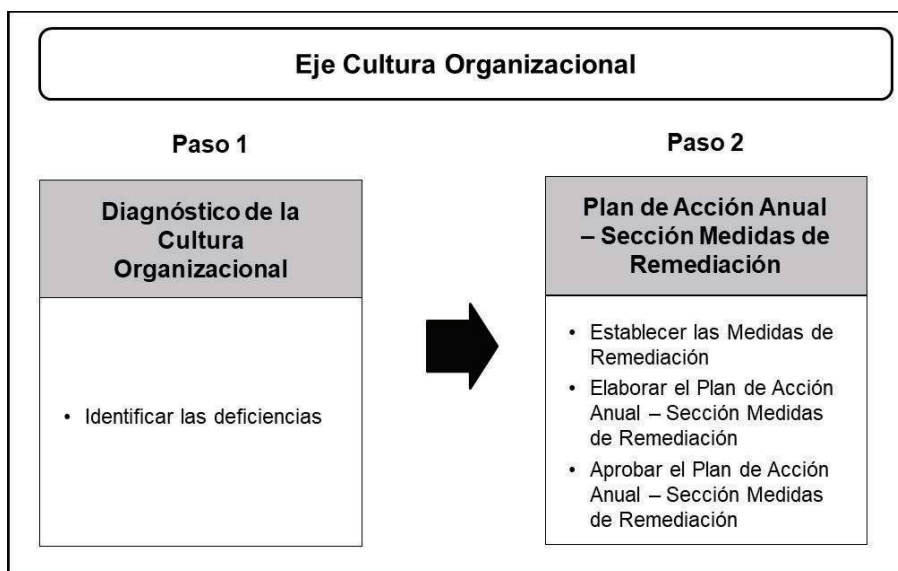 Eje Cultura Organizacional
Paso 1
Diagnóstico de la
Cultura
Organizacional
• Identificar las deficiencias
Paso 2
Plan de Acción Anual
– Sección Medidas de
Remediación
• Establecer las Medidas de
Remediación
• Elaborar el Plan de Acción
Anual – Sección Medidas
de Remediación
• Aprobar el Plan de Acción
Anual – Sección Medidas
de Remediación